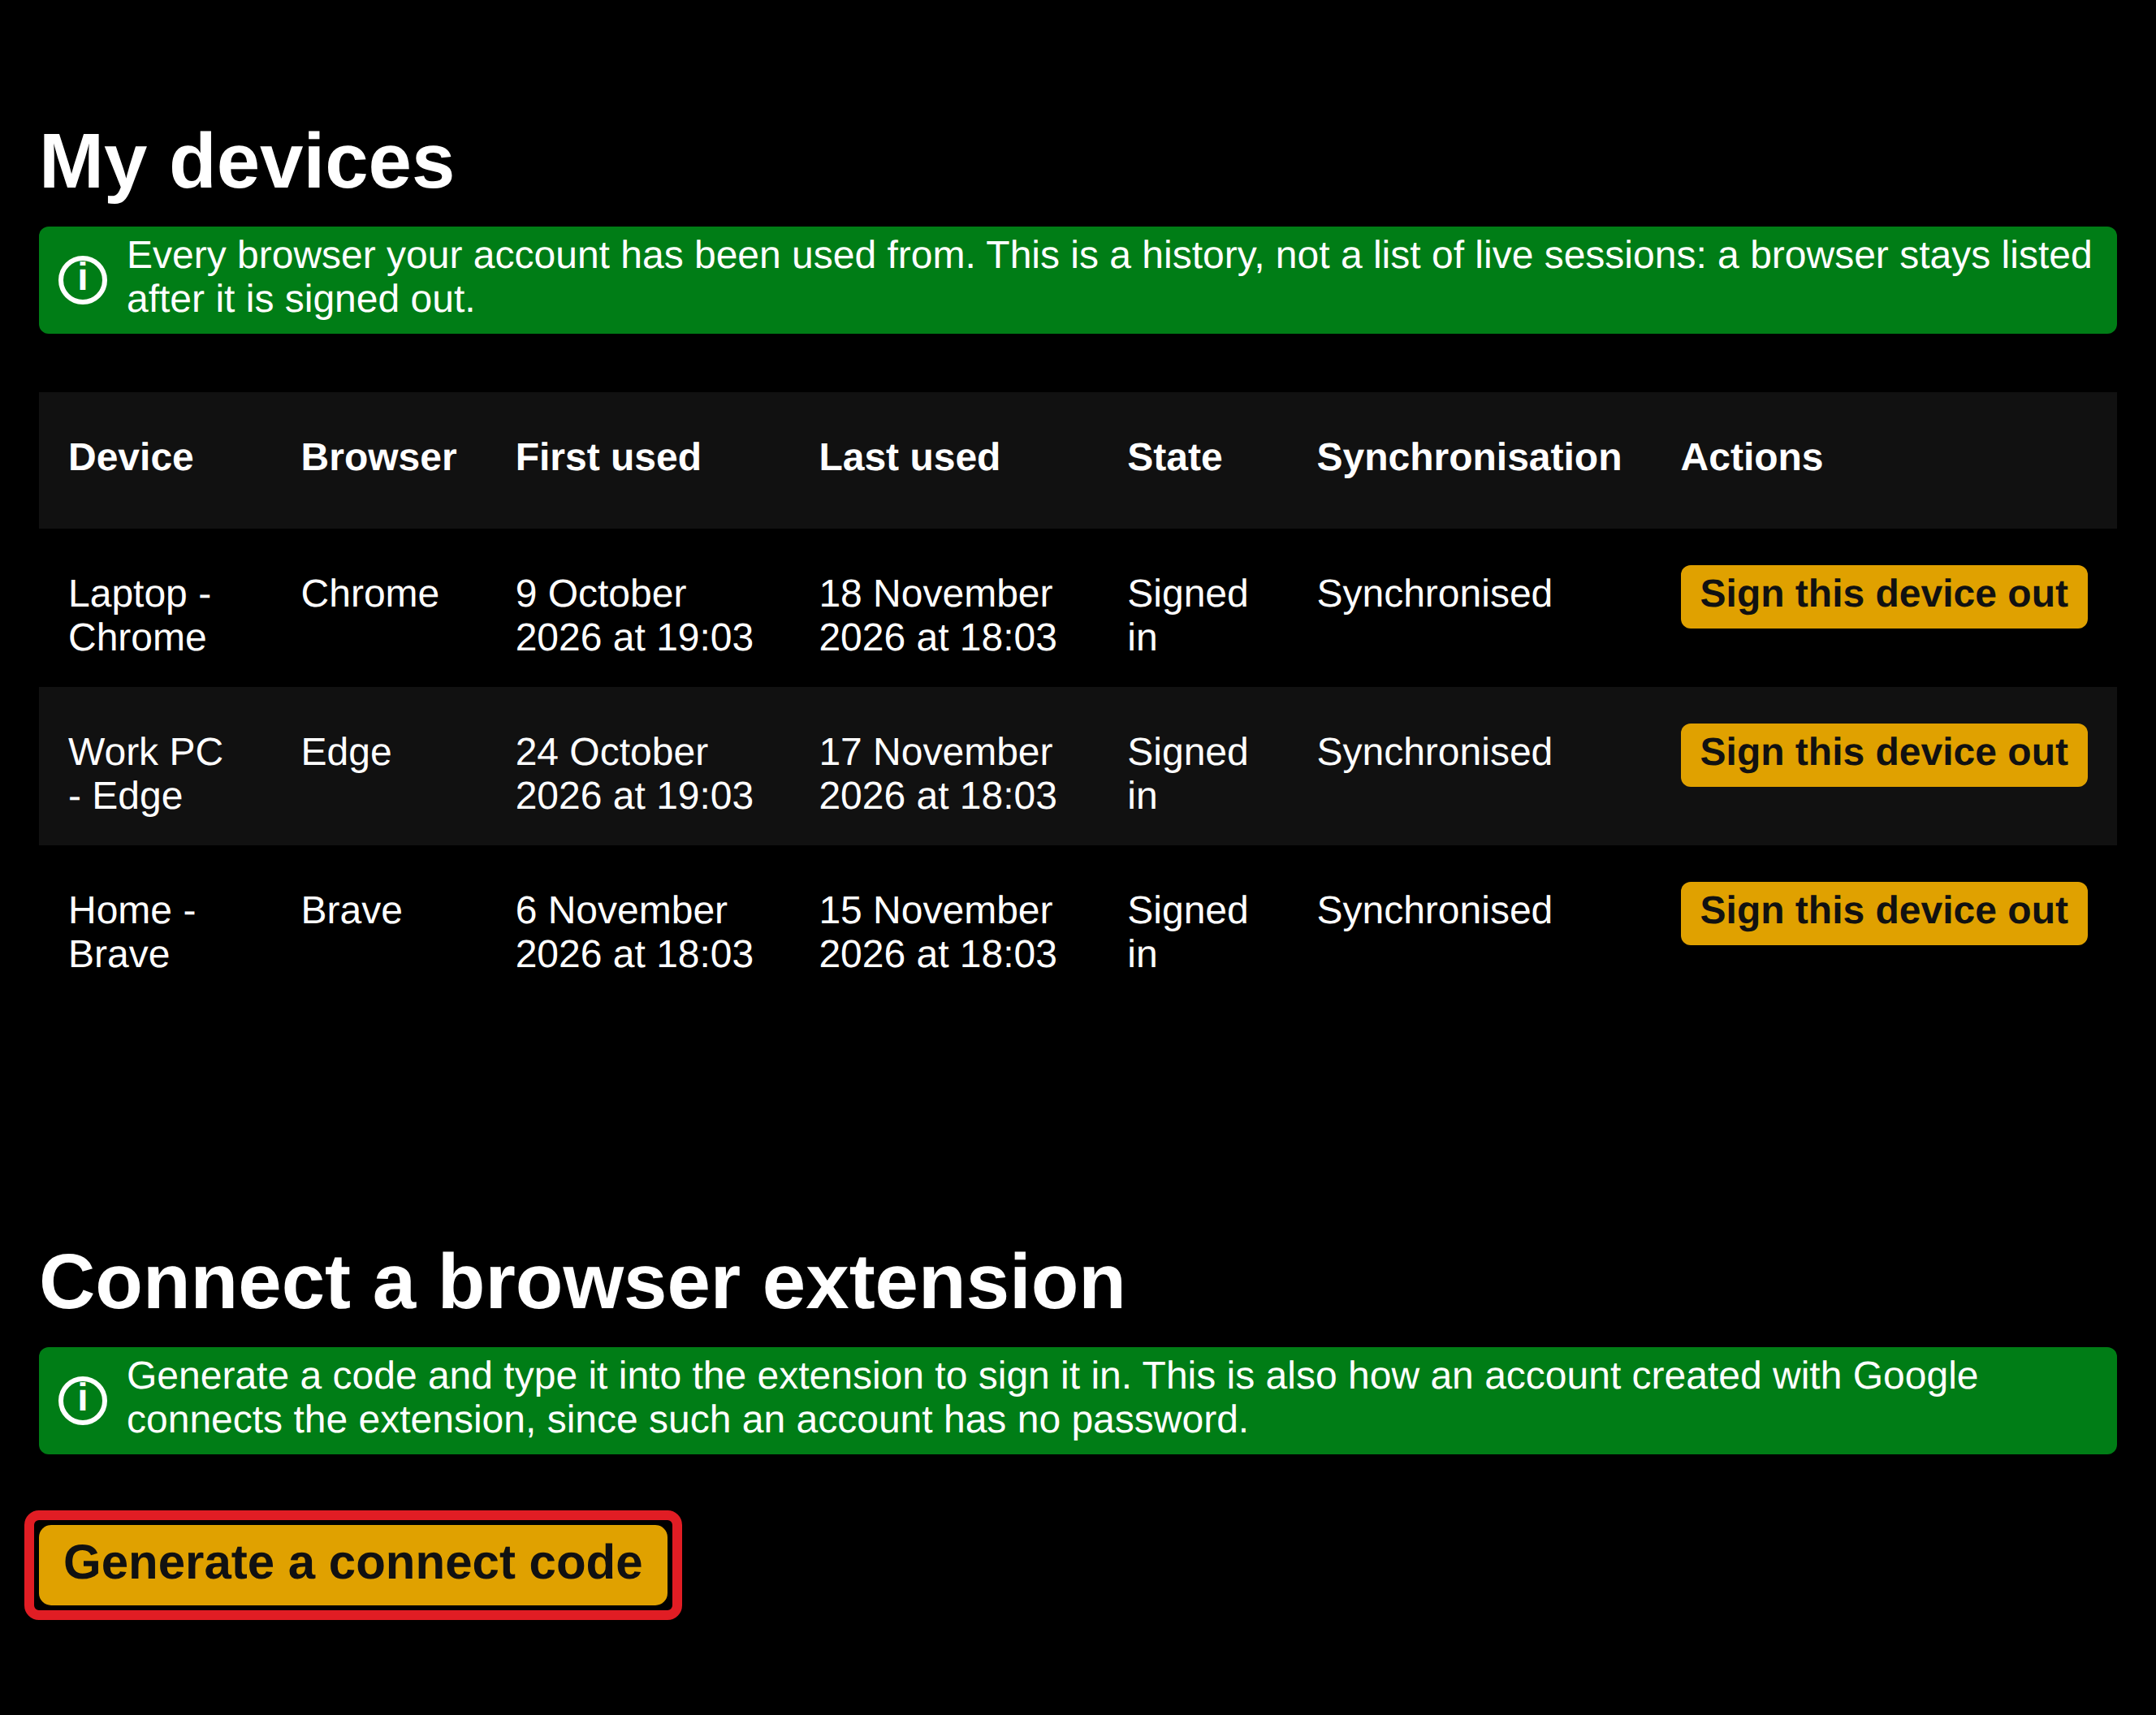 My devices
Every browser your account has been used from. This is a history, not a list of live sessions: a browser stays listed
after it is signed out.
Device Browser First used Last used State Synchronisation Actions
Laptop - Chrome 9 October 18 November Signed Synchronised Sign this device out
Chrome 2026 at 19:03 2026 at 18:03 in
Work PC Edge 24 October 17 November Signed Synchronised Sign this device out
- Edge 2026 at 19:03 2026 at 18:03 in
Home - Brave 6 November 15 November Signed Synchronised Sign this device out
Brave 2026 at 18:03 2026 at 18:03 in
Connect a browser extension
Generate a code and type it into the extension to sign it in. This is also how an account created with Google
connects the extension, since such an account has no password.
Generate a connect code